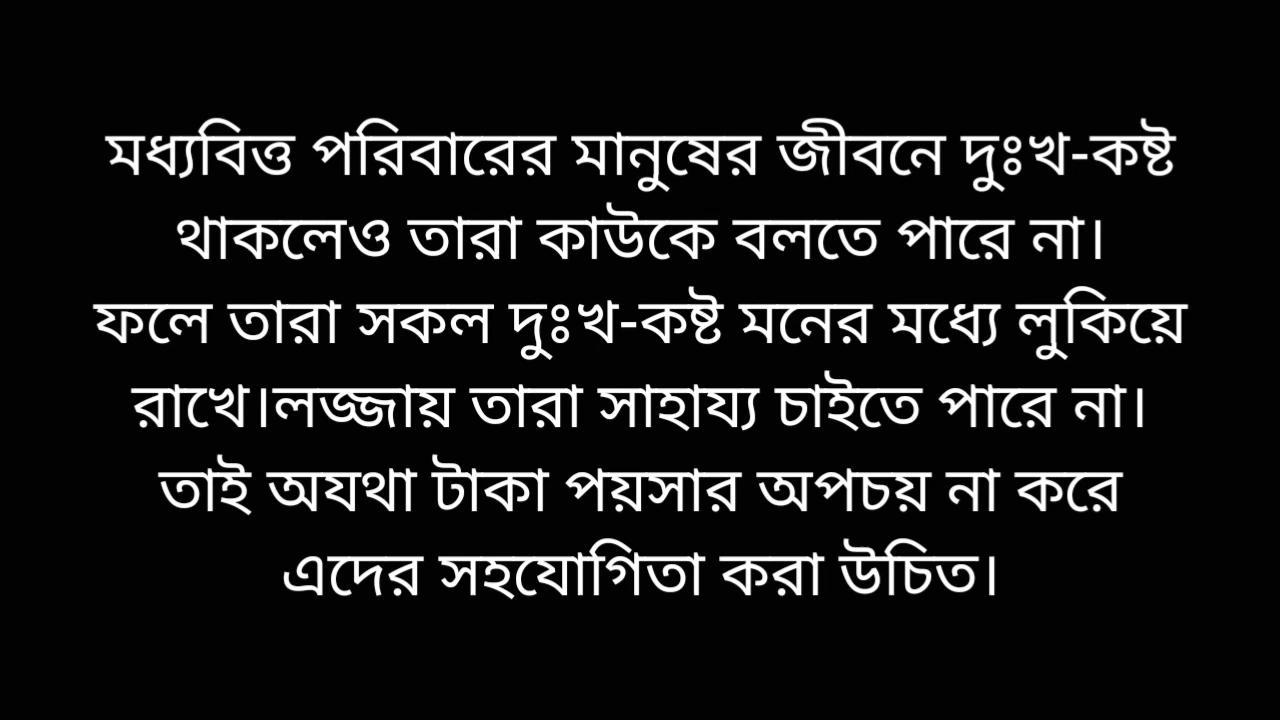 মধ্যবিত্ত পরিবারের মানুষের জীবনে দুঃখ-কষ্ট
থাকলেও তারা কাউকে বলতে পারে না।
ফলে তারা সকল দুঃখ-কষ্ট মনের মধ্যে লুকিয়ে
রাখে।লজ্জায় তারা সাহায্য চাইতে পারে না।
তাই অযথা টাকা পয়সার অপচয় না করে
এদের সহযোগিতা করা উচিত।